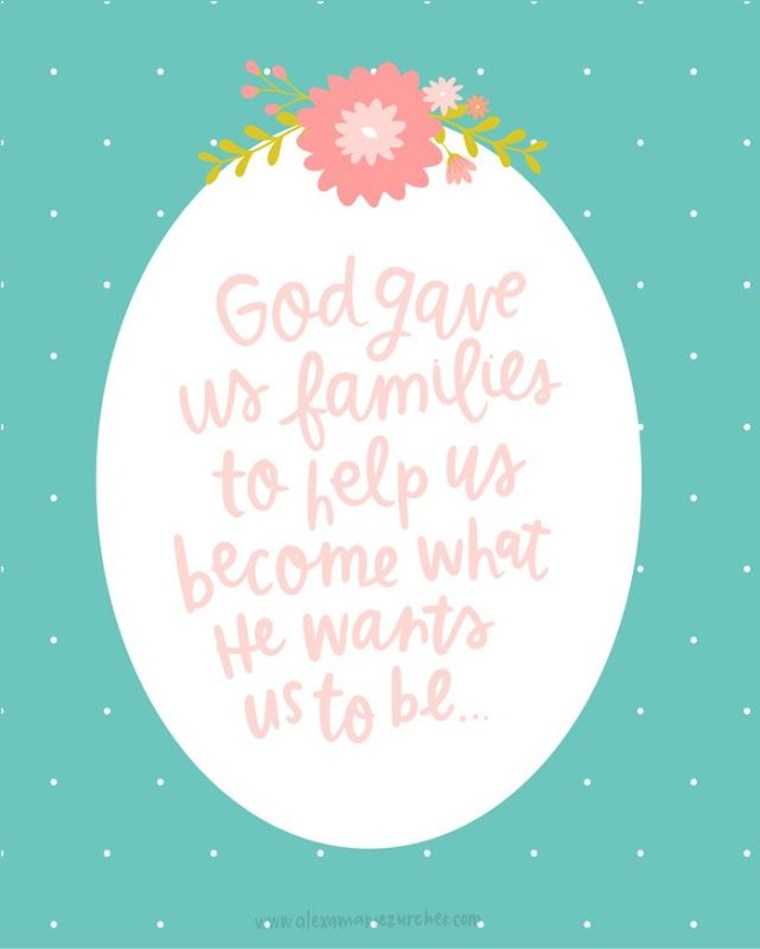 God gave
us families
to help us
become what
He wants
us to be...
www.alexamariezurcher.com